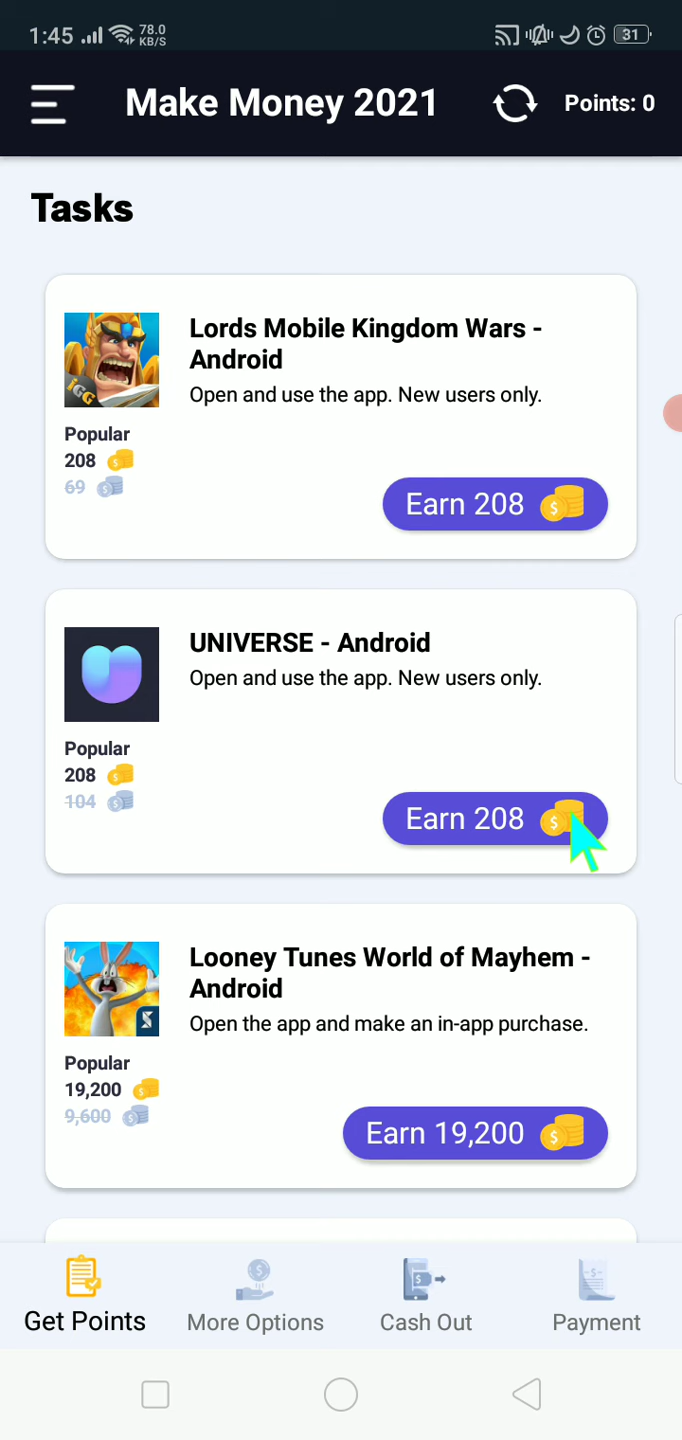 1:45 78.0 KB/S 31
Make Money 2021 Points: 0
Tasks
Lords Mobile Kingdom Wars -
Android
Open and use the app. New users only.
IGG
Popular
208
69
Earn 208
UNIVERSE - Android
Open and use the app. New users only.
Popular
208
104
Earn 208
Looney Tunes World of Mayhem -
Android
Open the app and make an in-app purchase.
Popular
19,200
9,600
Earn 19,200
Get Points More Options Cash Out Payment